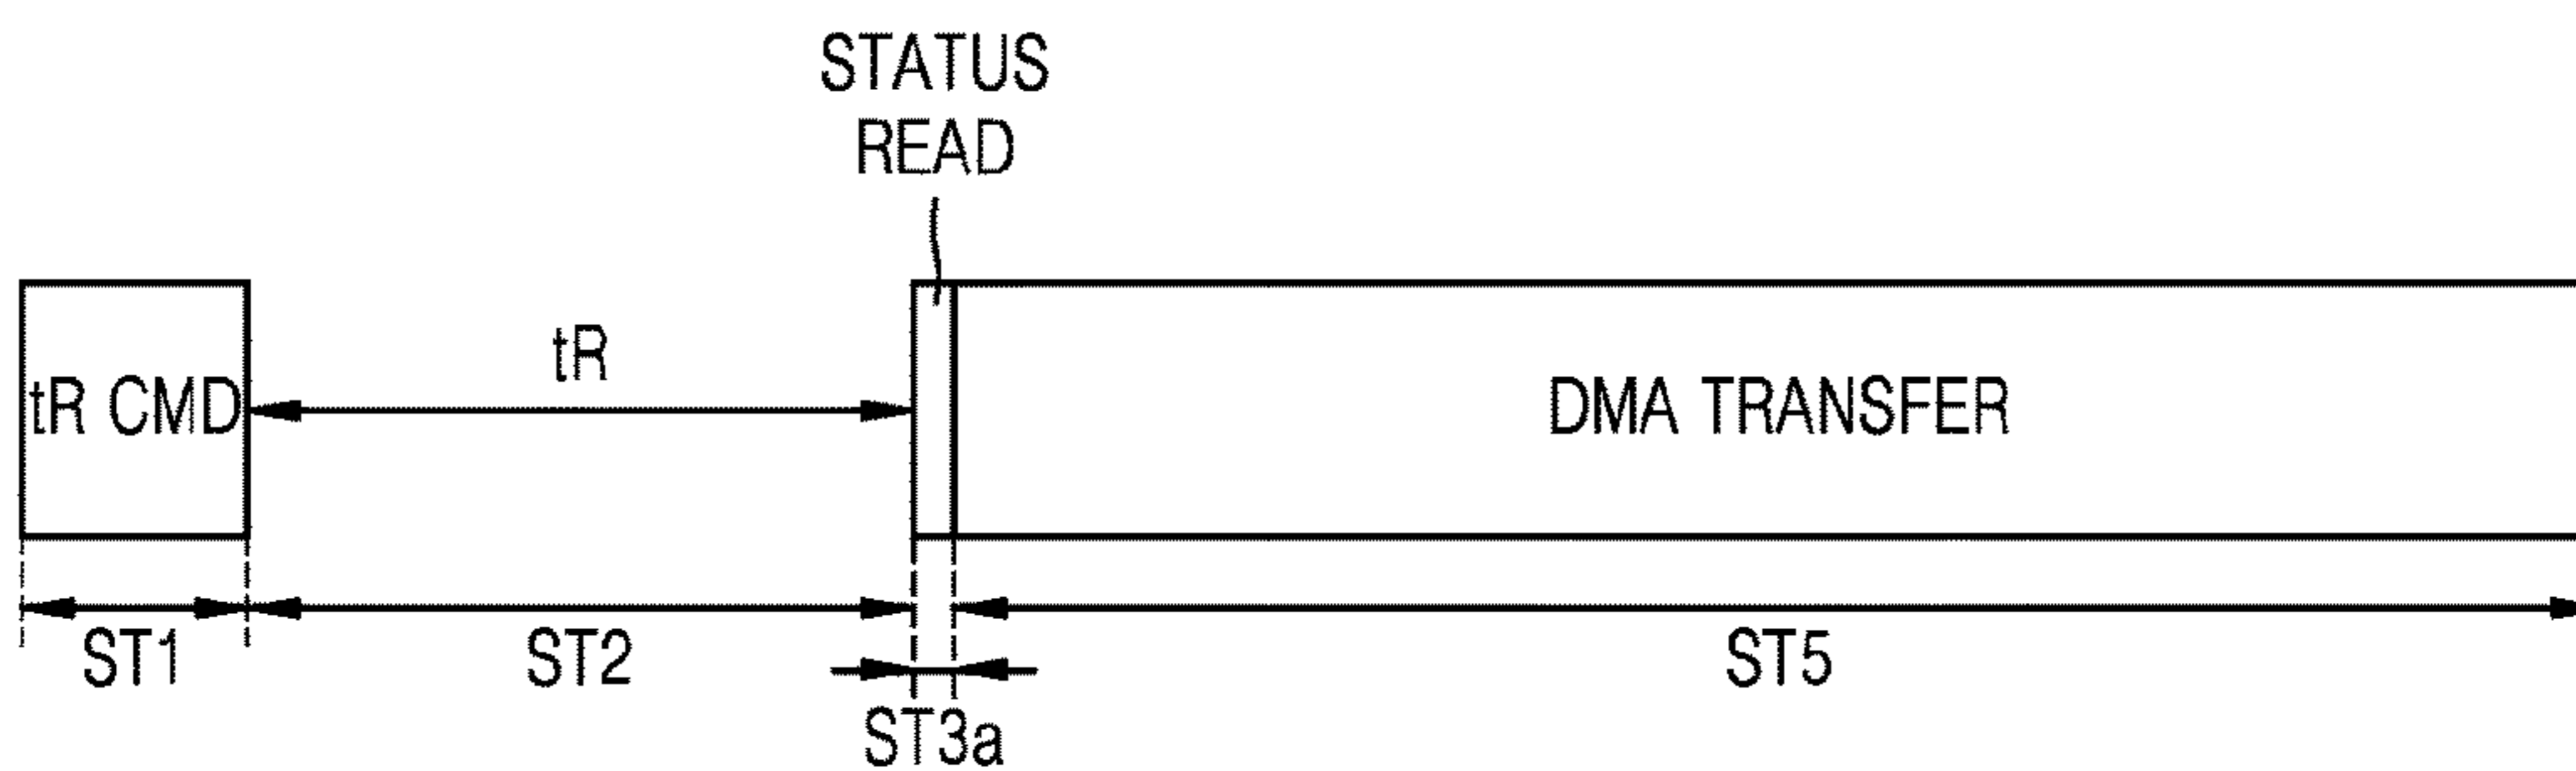 STATUS
READ
tR CMD
tR
DMA TRANSFER
ST1
ST2
ST3a
ST5